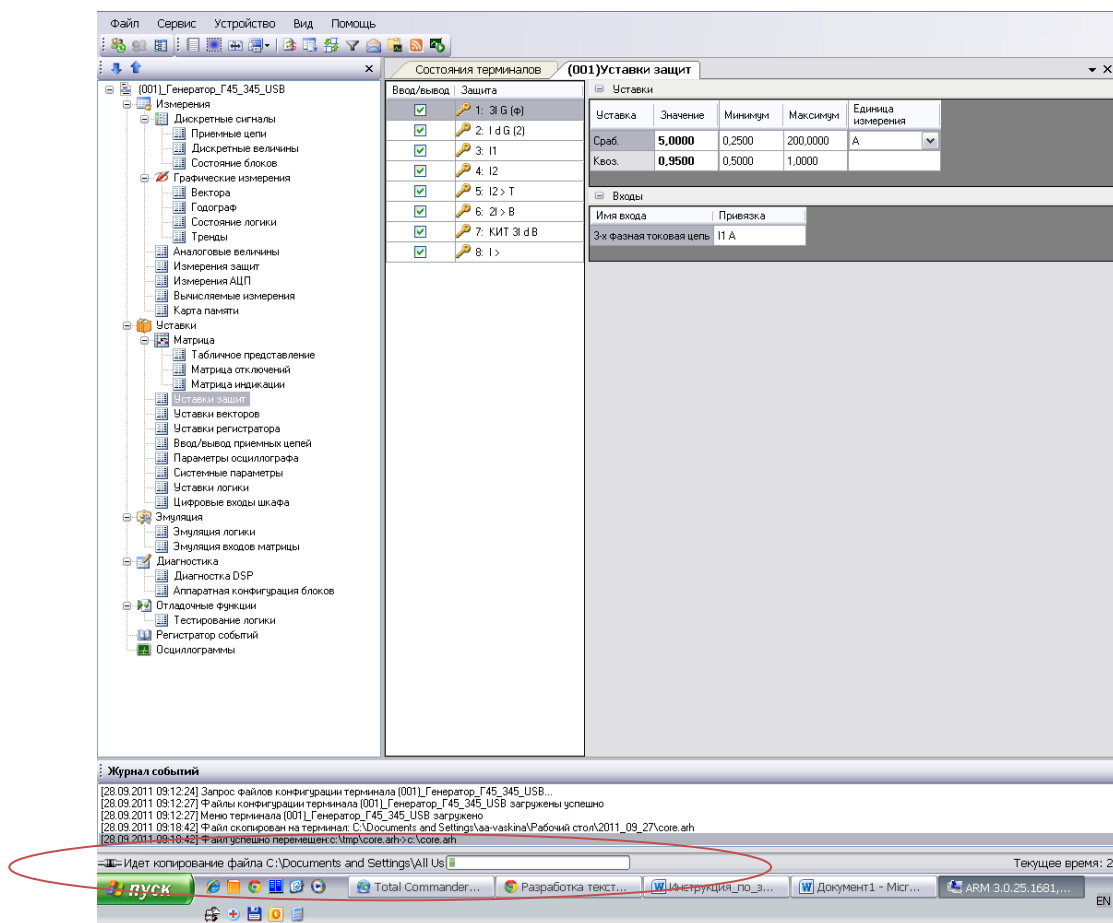 Файл Сервис Устройство Вид Помощь
Состояния терминалов (001)Уставки защит
(001)_Генератор_Г45_345_USB
Измерения
Дискретные сигналы
Приемные цепи
Дискретные величины
Состояние блоков
Графические измерения
Вектора
Годограф
Состояние логики
Тренды
Аналоговые величины
Измерения защит
Измерения АЦП
Вычисляемые измерения
Карта памяти
Уставки
Матрица
Табличное представление
Матрица отключений
Матрица индикации
Уставки защит
Уставки векторов
Уставки регистратора
Ввод/вывод приемных цепей
Параметры осциллографа
Системные параметры
Уставки логики
Цифровые входы шкафа
Эмуляция
Эмуляция логики
Эмуляция входов матрицы
Диагностика
Диагностка DSP
Аппаратная конфигурация блоков
Отладочные функции
Тестирование логики
Регистратор событий
Осциллограммы
Ввод/вывод Защита
1: 3I G (ф)
2: I d G (2)
3: I1
4: I2
5: I2 > T
6: 2I > B
7: КИТ 3I d B
8: I >
Уставки
Уставка Значение Минимум Максимум Единица измерения
Сраб. 5,0000 0,2500 200,0000 А
Квоз. 0,9500 0,5000 1,0000
Входы
Имя входа Привязка
3-х фазная токовая цепь I1 A
Журнал событий
[28.09.2011 09:12:24] Запрос файлов конфигурации терминала (001)_Генератор_Г45_345_USB...
[28.09.2011 09:12:27] Файлы конфигурации терминала (001)_Генератор_Г45_345_USB загружены успешно
[28.09.2011 09:12:27] Меню терминала (001)_Генератор_Г45_345_USB загружено
[28.09.2011 09:18:42] Файл скопирован на терминал: C:\Documents and Settings\aa-vaskina\Рабочий стол\2011_09_27\core.arh
[28.09.2011 09:18:42] Файл успешно перемещен:c:\tmp\core.arh->c:\core.arh
Идет копирование файла C:\Documents and Settings\All Us
Текущее время: 2
пуск Total Commander... Разработка текст... Инструкция_по_з... Документ1 - Micr... ARM 3.0.25.1681,...
EN